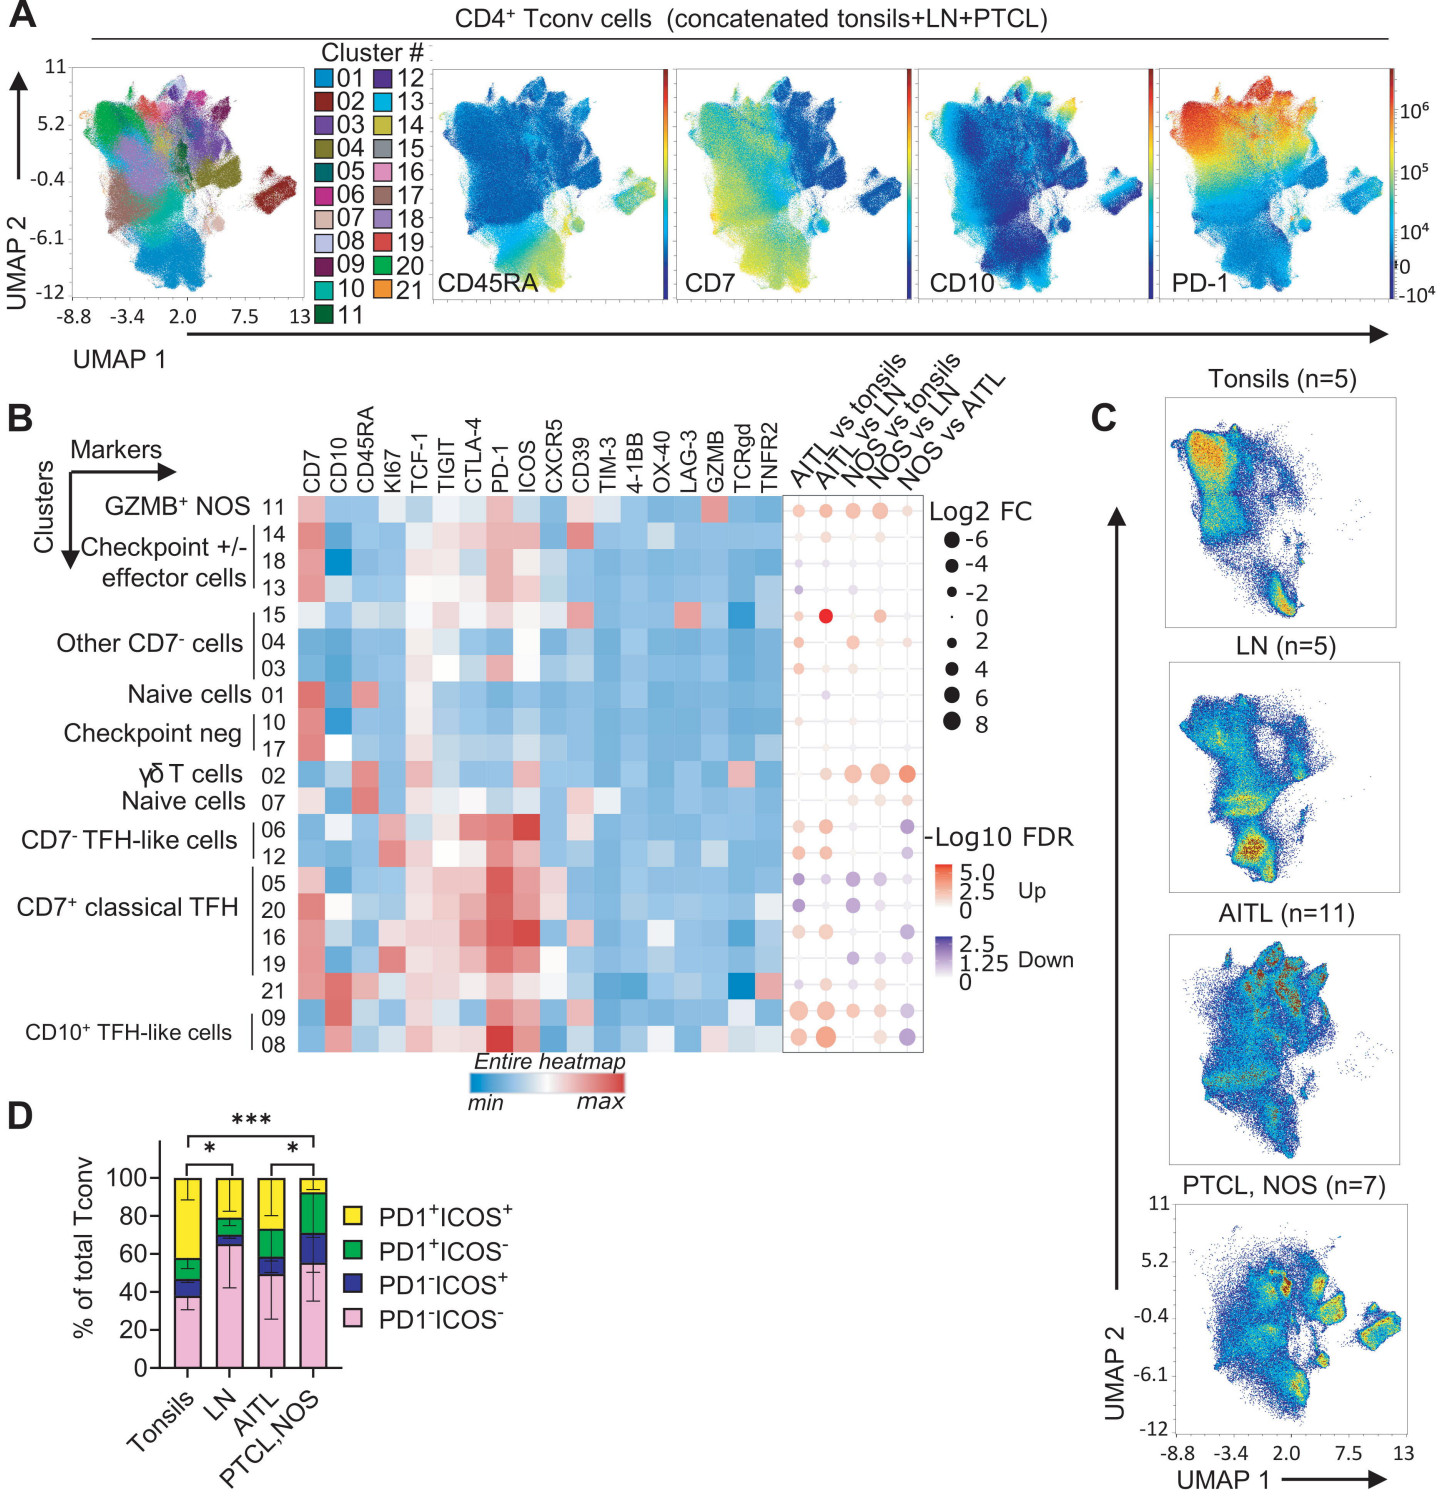 A
CD4⁺ Tconv cells (concatenated tonsils+LN+PTCL)
Cluster #
01 12
02 13
03 14
04 15
05 16
06 17
07 18
08 19
09 20
10 21
11
11
5.2
-0.4
-6.1
-12
-8.8 -3.4 2.0 7.5 13
UMAP 2
UMAP 1
CD45RA
CD7
CD10
PD-1
10⁶
10⁵
10⁴
0
-10⁴
B
Markers
Clusters
CD7
CD10
CD45RA
KI67
TCF-1
TIGIT
CTLA-4
PD-1
ICOS
CXCR5
CD39
TIM-3
4-1BB
OX-40
LAG-3
GZMB
TCRgd
TNFR2
AITL vs tonsils
AITL vs LN
NOS vs tonsils
NOS vs LN
NOS vs AITL
GZMB⁺ NOS 11
Checkpoint +/-
effector cells
14
18
13
Other CD7⁻ cells
15
04
03
Naive cells 01
Checkpoint neg
10
17
γδ T cells 02
Naive cells 07
CD7⁻ TFH-like cells
06
12
CD7⁺ classical TFH
05
20
16
19
21
CD10⁺ TFH-like cells
09
08
Entire heatmap
min max
Log2 FC
-6
-4
-2
0
2
4
6
8
-Log10 FDR
5.0
2.5
0
Up
2.5
1.25
0
Down
C
Tonsils (n=5)
LN (n=5)
AITL (n=11)
PTCL, NOS (n=7)
11
5.2
-0.4
-6.1
-12
-8.8 -3.4 2.0 7.5 13
UMAP 2
UMAP 1
D
% of total Tconv
100
80
60
40
20
0
*
***
*
Tonsils
LN
AITL
PTCL,NOS
PD1⁺ICOS⁺
PD1⁺ICOS⁻
PD1⁻ICOS⁺
PD1⁻ICOS⁻